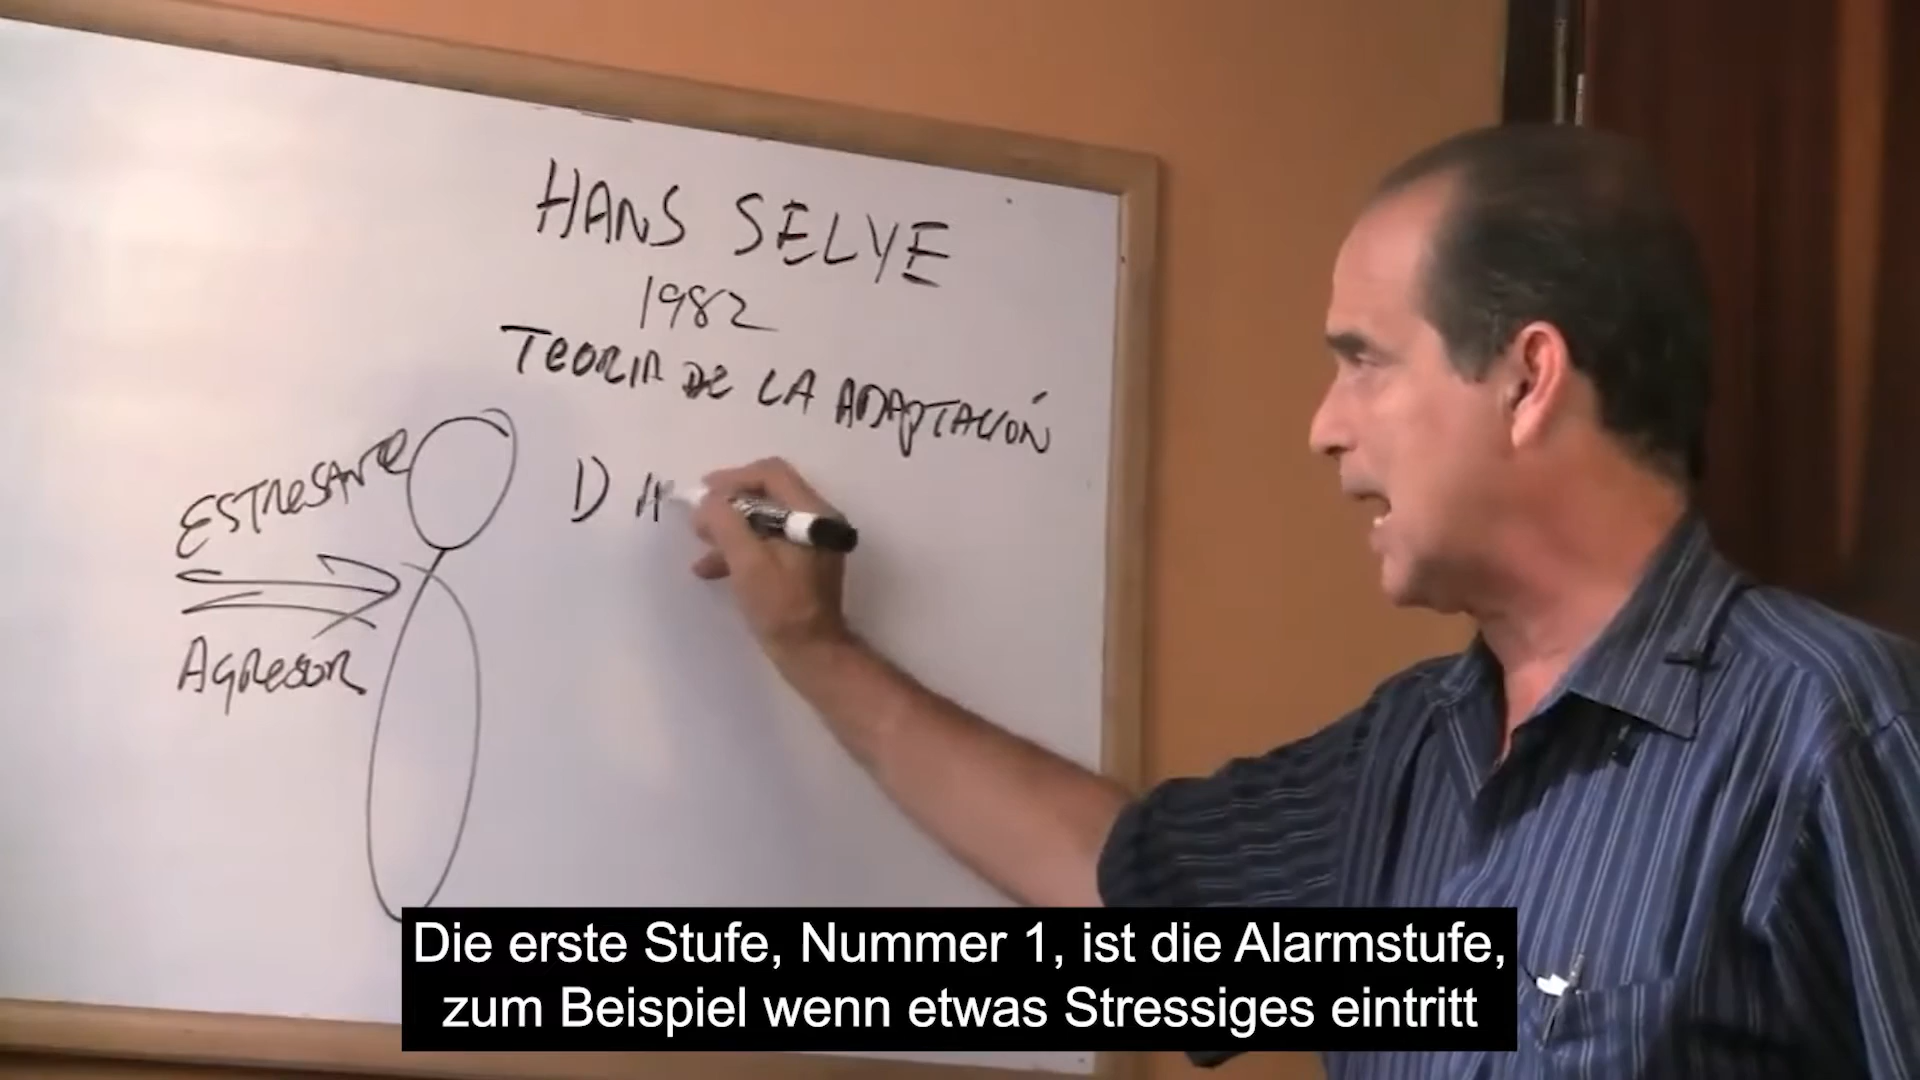 HANS SELYE
1982
TEORIA DE LA ADAPTACIÓN
ESTRESANTE
AGRESOR
1)
Die erste Stufe, Nummer 1, ist die Alarmstufe,
zum Beispiel wenn etwas Stressiges eintritt